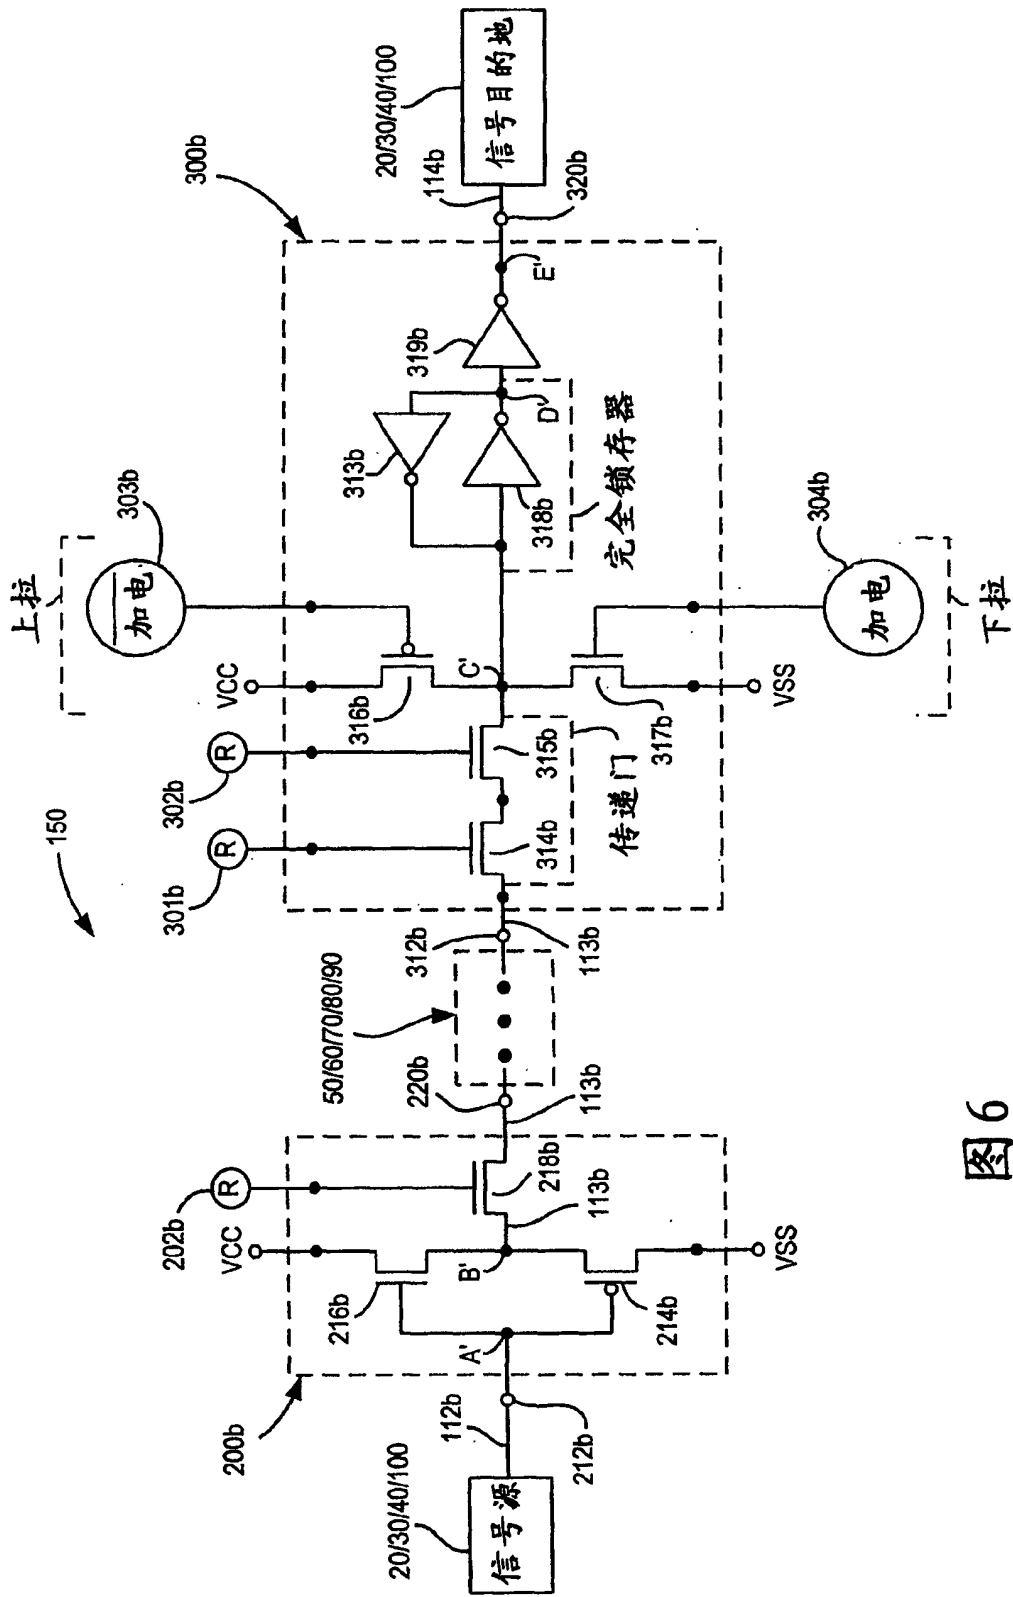 150
上拉
下拉
300b
200b
303b
加电
304b
加电
301b
R
302b
R
202b
R
VCC
VCC
316b
216b
313b
319b
318b
D'
E'
C'
B'
A'
315b
314b
317b
VSS
VSS
218b
214b
传递门
完全锁存器
20/30/40/100
信号目的地
114b
320b
50/60/70/80/90
312b
113b
220b
113b
113b
112b
212b
20/30/40/100
信号源
图 6